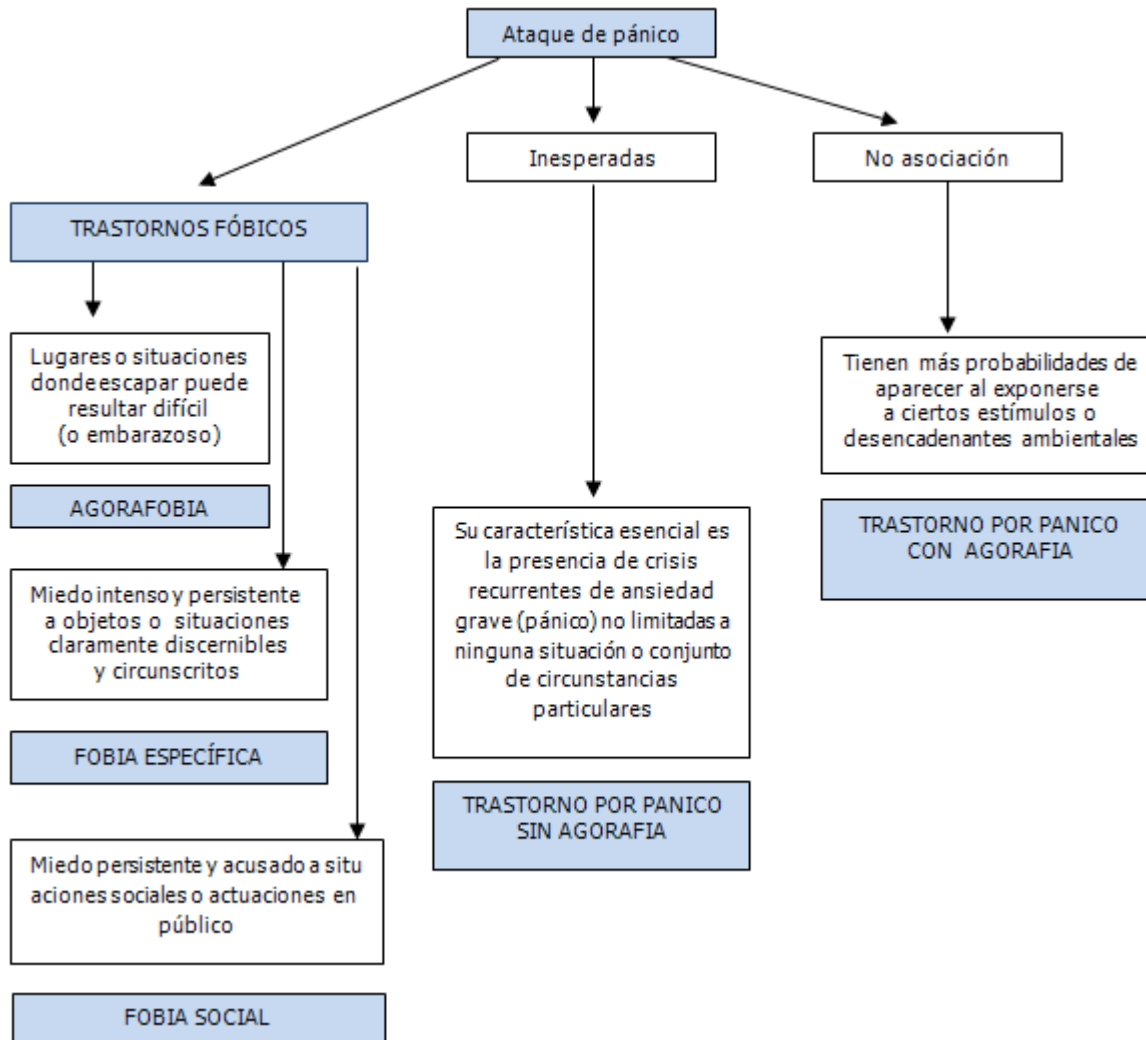 Ataque de pánico
Inesperadas
No asociación
TRASTORNOS FÓBICOS
Lugares o situaciones
donde escapar puede
resultar difícil
(o embarazoso)
AGORAFOBIA
Miedo intenso y persistente
a objetos o situaciones
claramente discernibles
y circunscritos
FOBIA ESPECÍFICA
Miedo persistente y acusado a situ
aciones sociales o actuaciones en
público
FOBIA SOCIAL
Su característica esencial es
la presencia de crisis
recurrentes de ansiedad
grave (pánico) no limitadas a
ninguna situación o conjunto
de circunstancias
particulares
TRASTORNO POR PANICO
SIN AGORAFIA
Tienen más probabilidades de
aparecer al exponerse
a ciertos estímulos o
desencadenantes ambientales
TRASTORNO POR PANICO
CON AGORAFIA